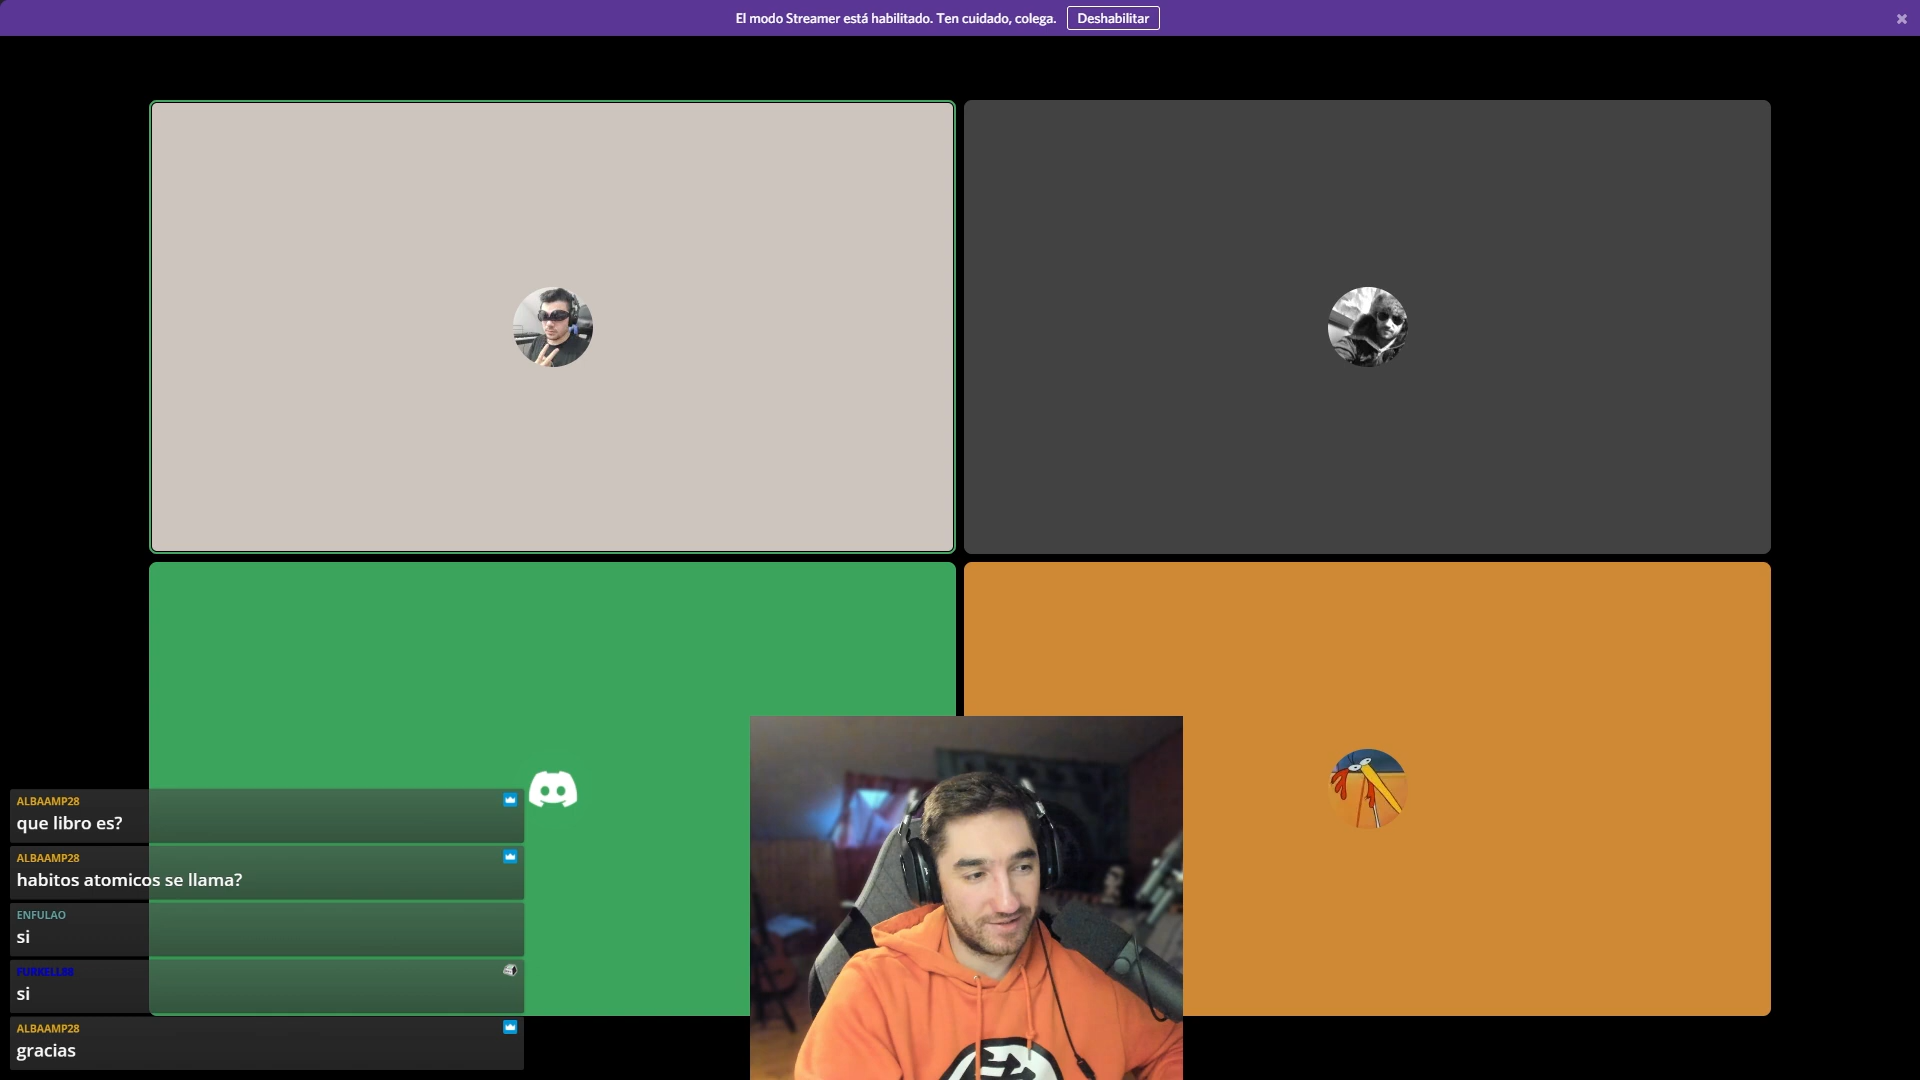 El modo Streamer está habilitado. Ten cuidado, colega. Deshabilitar
ALBAAMP28
que libro es?
ALBAAMP28
habitos atomicos se llama?
ENFULAO
si
FURKELL88
si
ALBAAMP28
gracias